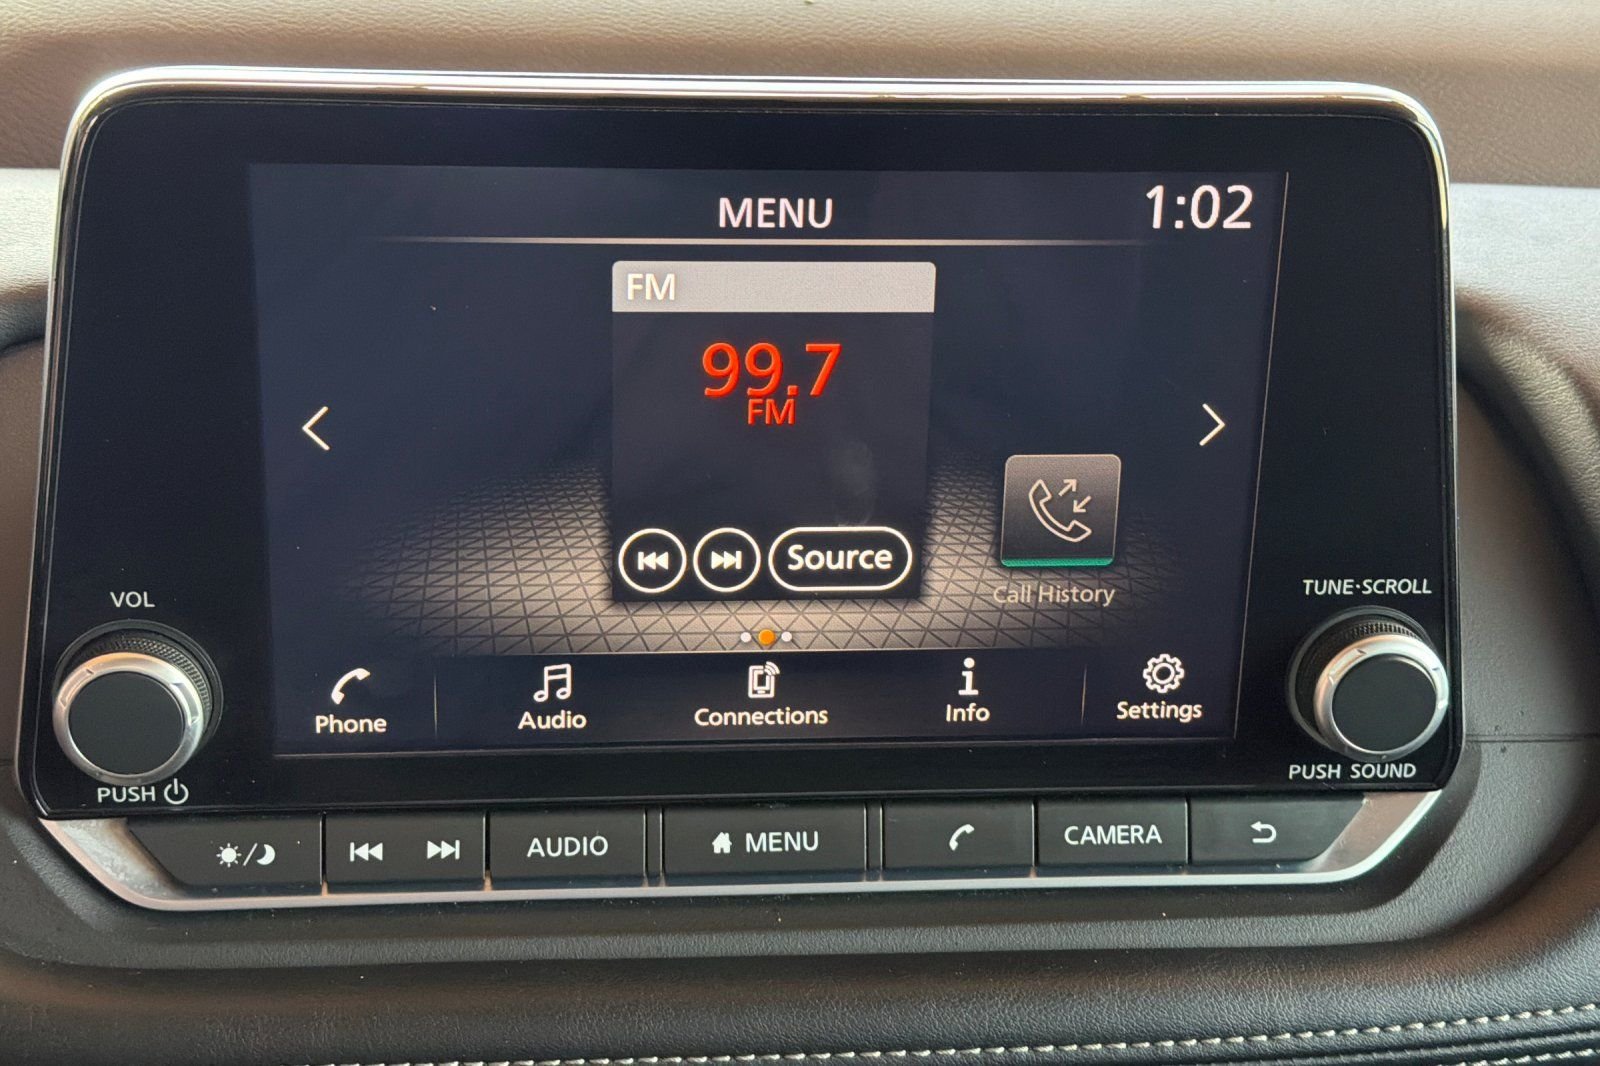 MENU
1:02
FM
99.7
FM
Source
Call History
VOL
TUNE·SCROLL
Phone
Audio
Connections
Info
Settings
PUSH
PUSH SOUND
AUDIO
MENU
CAMERA